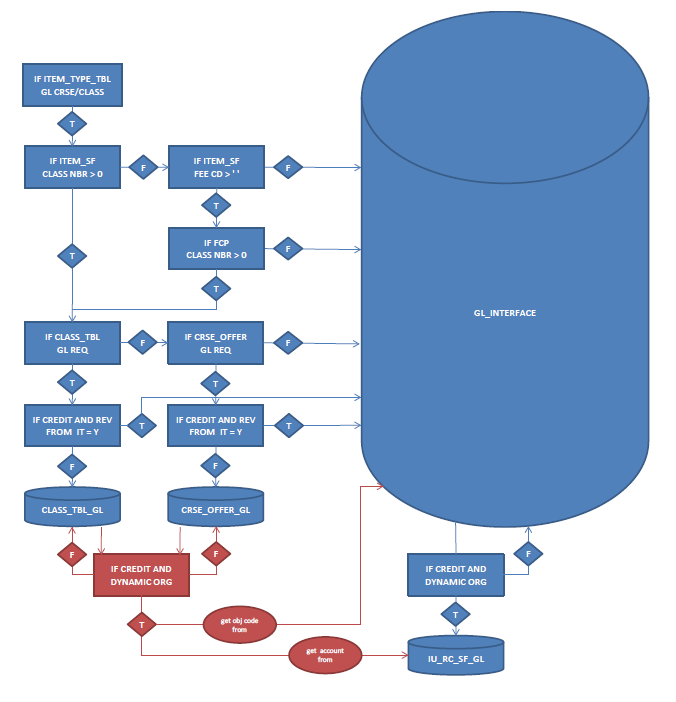 IF ITEM_TYPE_TBL
GL CRSE/CLASS
T
IF ITEM_SF
CLASS NBR > 0
F
IF ITEM_SF
FEE CD > ' '
F
T
IF FCP
CLASS NBR > 0
F
T
T
GL_INTERFACE
IF CLASS_TBL
GL REQ
F
IF CRSE_OFFER
GL REQ
F
T
T
IF CREDIT AND REV
FROM IT = Y
T
IF CREDIT AND REV
FROM IT = Y
T
F
F
CLASS_TBL_GL
CRSE_OFFER_GL
F
F
IF CREDIT AND
DYNAMIC ORG
F
IF CREDIT AND
DYNAMIC ORG
T
get obj code
from
T
get account
from
IU_RC_SF_GL